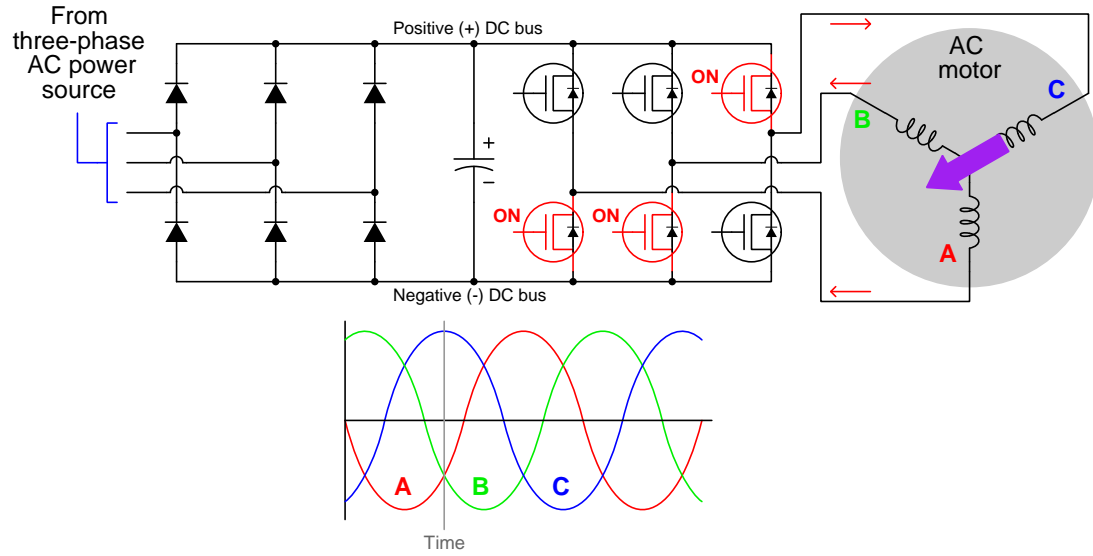 From
three-phase
AC power
source
Positive (+) DC bus
ON
AC
motor
C
B
+
−
ON
ON
A
Negative (-) DC bus
A
B
C
Time